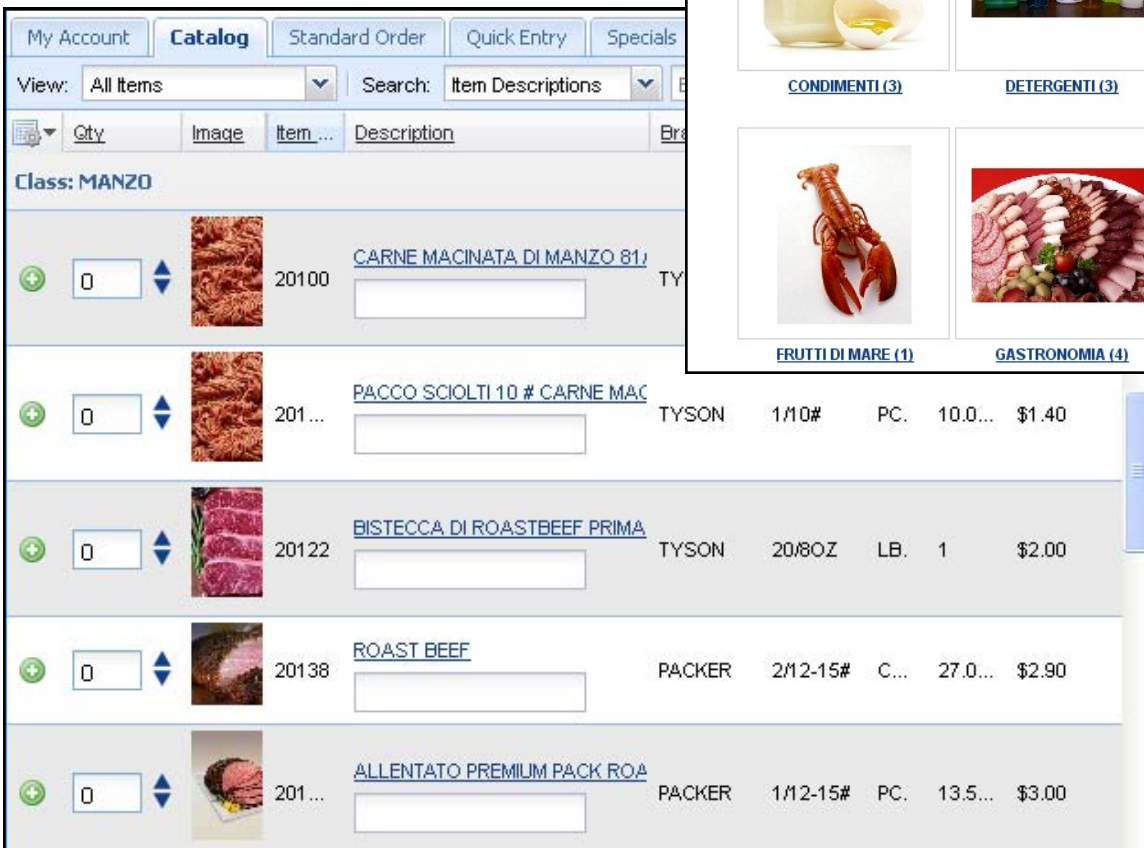 My Account Catalog Standard Order Quick Entry Specials
View: All Items Search: Item Descriptions
Qty Image Item ... Description
Class: MANZO
0 20100 CARNE MACINATA DI MANZO 81/
0 201... PACCO SCIOLTI 10 # CARNE MAC TYSON 1/10# PC. 10.0... $1.40
0 20122 BISTECCA DI ROASTBEEF PRIMA TYSON 20/8OZ LB. 1 $2.00
0 20138 ROAST BEEF PACKER 2/12-15# C... 27.0... $2.90
0 201... ALLENTATO PREMIUM PACK ROA PACKER 1/12-15# PC. 13.5... $3.00
CONDIMENTI (3) DETERGENTI (3)
FRUTTI DI MARE (1) GASTRONOMIA (4)